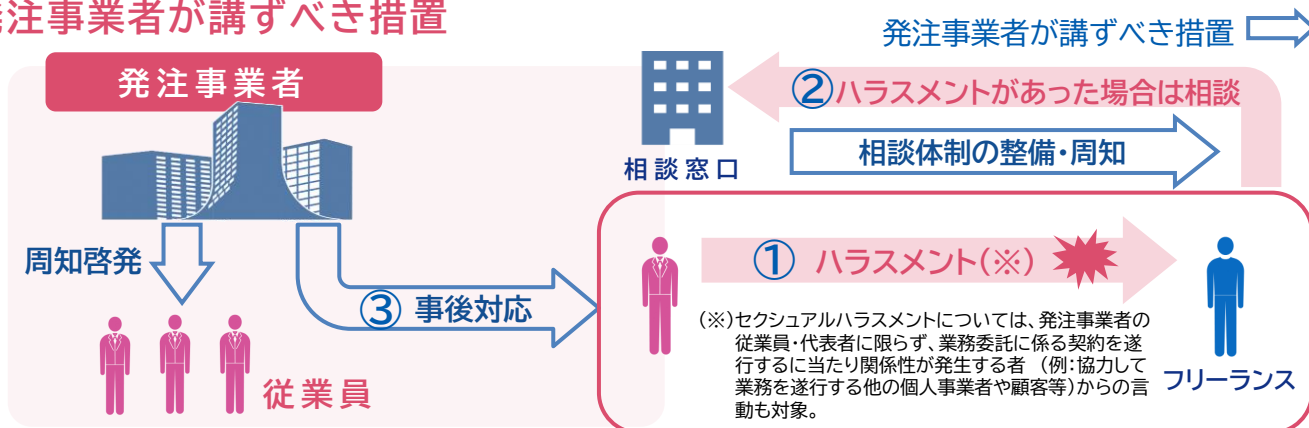 発注事業者が講ずべき措置
発注事業者が講ずべき措置
発注事業者
②ハラスメントがあった場合は相談
相談体制の整備・周知
相談窓口
周知啓発
① ハラスメント(※)
③ 事後対応
(※)セクシュアルハラスメントについては、発注事業者の
従業員・代表者に限らず、業務委託に係る契約を遂
行するに当たり関係性が発生する者 (例:協力して
業務を遂行する他の個人事業者や顧客等)からの言
動も対象。
フリーランス
従業員